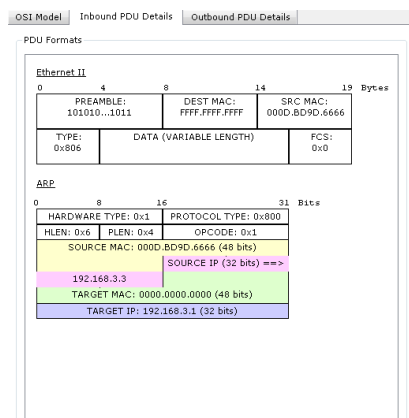 OSI Model Inbound PDU Details Outbound PDU Details
PDU Formats
Ethernet II
0 4 8 14 19 Bytes
PREAMBLE: DEST MAC: SRC MAC:
101010...1011 FFFF.FFFF.FFFF 000D.BD9D.6666
TYPE: DATA (VARIABLE LENGTH) FCS:
0x806 0x0
ARP
0 8 16 31 Bits
HARDWARE TYPE: 0x1 PROTOCOL TYPE: 0x800
HLEN: 0x6 PLEN: 0x4 OPCODE: 0x1
SOURCE MAC: 000D.BD9D.6666 (48 bits)
SOURCE IP (32 bits) ==>
192.168.3.3
TARGET MAC: 0000.0000.0000 (48 bits)
TARGET IP: 192.168.3.1 (32 bits)